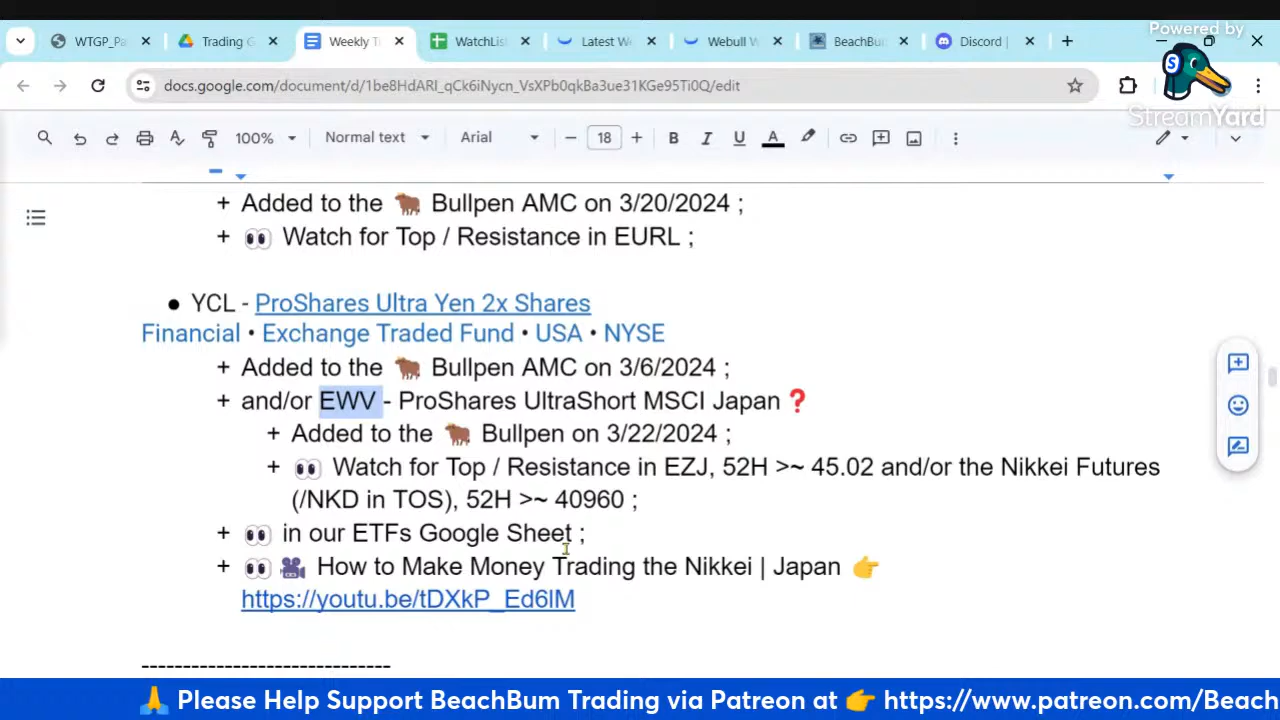 Powered by
StreamYard
WTGP_Pa
Trading G
Weekly T
WatchLis
Latest We
Webull W
BeachBu
Discord |
docs.google.com/document/d/1be8HdARI_qCk6iNycn_VsXPb0qkBa3ue31KGe95Ti0Q/edit
100%
Normal text
Arial
18
B
I
U
A
+ Added to the 🐂 Bullpen AMC on 3/20/2024 ;
+ 👀 Watch for Top / Resistance in EURL ;
● YCL - ProShares Ultra Yen 2x Shares
Financial • Exchange Traded Fund • USA • NYSE
+ Added to the 🐂 Bullpen AMC on 3/6/2024 ;
+ and/or EWV - ProShares UltraShort MSCI Japan ❓
+ Added to the 🐂 Bullpen on 3/22/2024 ;
+ 👀 Watch for Top / Resistance in EZJ, 52H >~ 45.02 and/or the Nikkei Futures
(/NKD in TOS), 52H >~ 40960 ;
+ 👀 in our ETFs Google Sheet ;
+ 👀 🎥 How to Make Money Trading the Nikkei | Japan 👉
https://youtu.be/tDXkP_Ed6lM
------------------------------
🙏 Please Help Support BeachBum Trading via Patreon at 👉 https://www.patreon.com/Beach